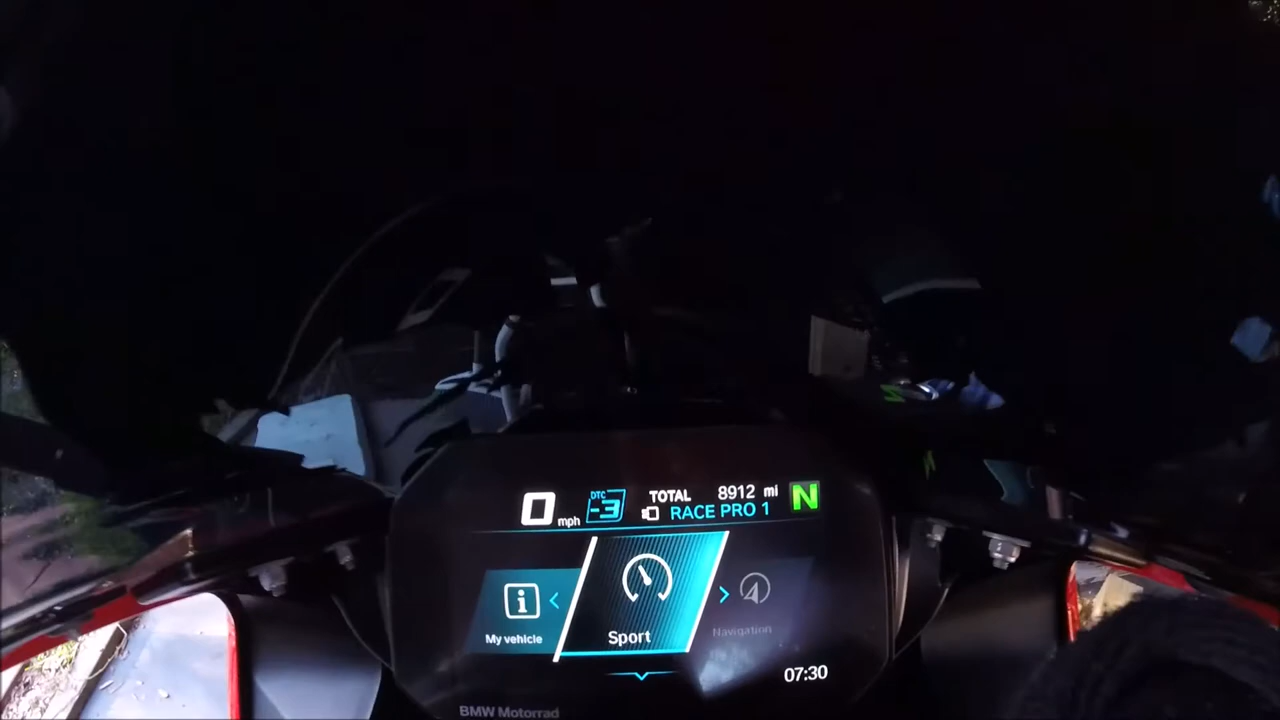 0 mph DTC -3 TOTAL 8912 mi N
RACE PRO 1
My vehicle
Sport
Navigation
07:30
BMW Motorrad